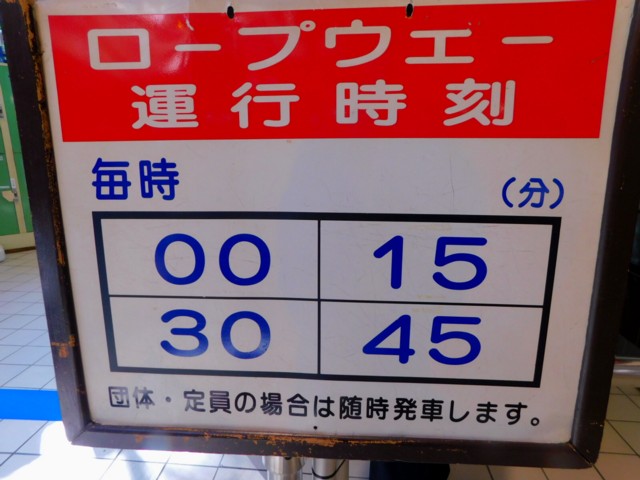 ロープウエー
運行時刻
毎時 (分)
00 15
30 45
団体・定員の場合は随時発車します。